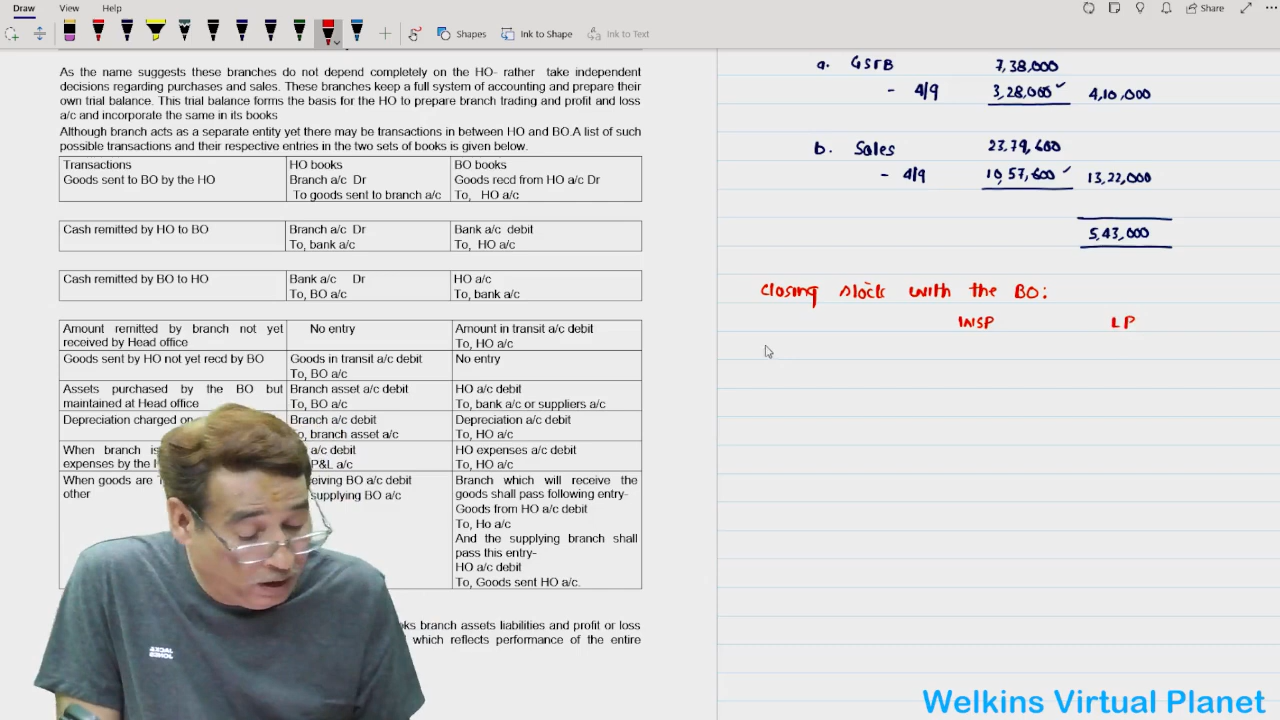 Draw View Help
Share
Shapes Ink to Shape Ink to Text
As the name suggests these branches do not depend completely on the HO- rather take independent
decisions regarding purchases and sales. These branches keep a full system of accounting and prepare their
own trial balance. This trial balance forms the basis for the HO to prepare branch trading and profit and loss
a/c and incorporate the same in its books
Although branch acts as a separate entity yet there may be transactions in between HO and BO.A list of such
possible transactions and their respective entries in the two sets of books is given below.
Transactions HO books BO books
Goods sent to BO by the HO Branch a/c Dr Goods recd from HO a/c Dr
To goods sent to branch a/c To, HO a/c
Cash remitted by HO to BO Branch a/c Dr Bank a/c debit
To, bank a/c To, HO a/c
Cash remitted by BO to HO Bank a/c Dr HO a/c
To, BO a/c To, bank a/c
Amount remitted by branch not yet No entry Amount in transit a/c debit
received by Head office To, HO a/c
Goods sent by HO not yet recd by BO Goods in transit a/c debit No entry
To, BO a/c
Assets purchased by the BO but Branch asset a/c debit HO a/c debit
maintained at Head office To, BO a/c To, bank a/c or suppliers a/c
Depreciation charged on Branch a/c debit Depreciation a/c debit
To, branch asset a/c To, HO a/c
When branch is a/c debit HO expenses a/c debit
expenses by the P&L a/c To, HO a/c
When goods are BO a/c debit Branch which will receive the
other supplying BO a/c goods shall pass following entry-
Goods from HO a/c debit
To, Ho a/c
And the supplying branch shall
pass this entry-
HO a/c debit
To, Goods sent HO a/c.
branch assets liabilities and profit or loss
which reflects performance of the entire
a. GSTB 7,38,000
- 4/9 3,28,000 4,10,000
b. Sales 23,79,600
- 4/9 10,57,600 13,22,000
5,43,000
Closing stock with the BO:
INSP LP
Welkins Virtual Planet